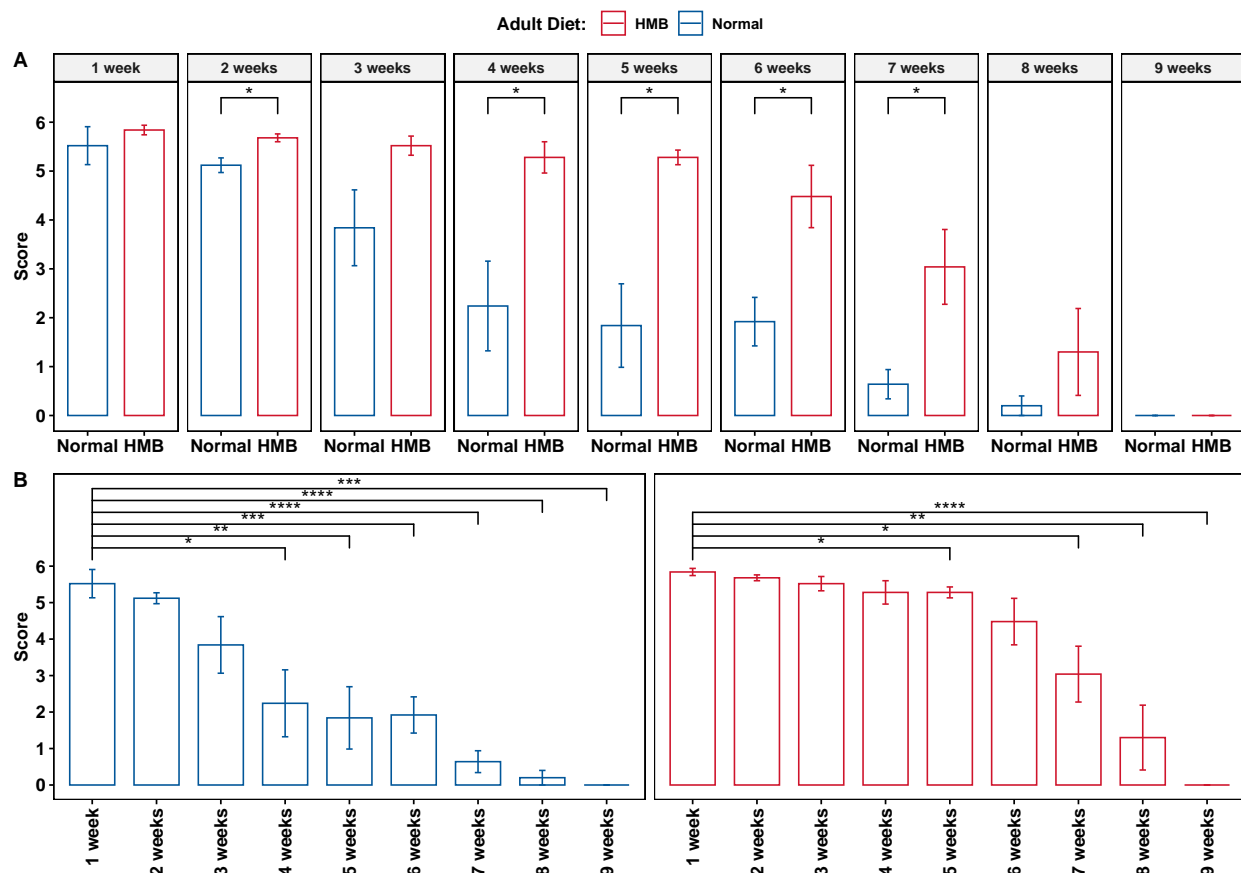 Adult Diet: HMB Normal
A
1 week 2 weeks 3 weeks 4 weeks 5 weeks 6 weeks 7 weeks 8 weeks 9 weeks
* * * * *
6
5
4
3
2
1
0
Score
Normal HMB Normal HMB Normal HMB Normal HMB Normal HMB Normal HMB Normal HMB Normal HMB Normal HMB
B
***
****
****
***
**
*
****
**
*
*
6
5
4
3
2
1
0
Score
1 week 2 weeks 3 weeks 4 weeks 5 weeks 6 weeks 7 weeks 8 weeks 9 weeks
1 week 2 weeks 3 weeks 4 weeks 5 weeks 6 weeks 7 weeks 8 weeks 9 weeks